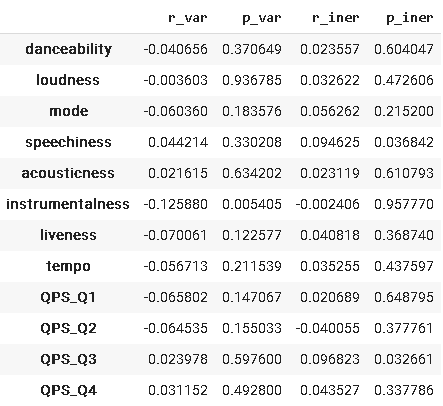 r_var p_var r_iner p_iner
danceability -0.040656 0.370649 0.023557 0.604047
loudness -0.003603 0.936785 0.032622 0.472606
mode -0.060360 0.183576 0.056262 0.215200
speechiness 0.044214 0.330208 0.094625 0.036842
acousticness 0.021615 0.634202 0.023119 0.610793
instrumentalness -0.125880 0.005405 -0.002406 0.957770
liveness -0.070061 0.122577 0.040818 0.368740
tempo -0.056713 0.211539 0.035255 0.437597
QPS_Q1 -0.065802 0.147067 0.020689 0.648795
QPS_Q2 -0.064535 0.155033 -0.040055 0.377761
QPS_Q3 0.023978 0.597600 0.096823 0.032661
QPS_Q4 0.031152 0.492800 0.043527 0.337786